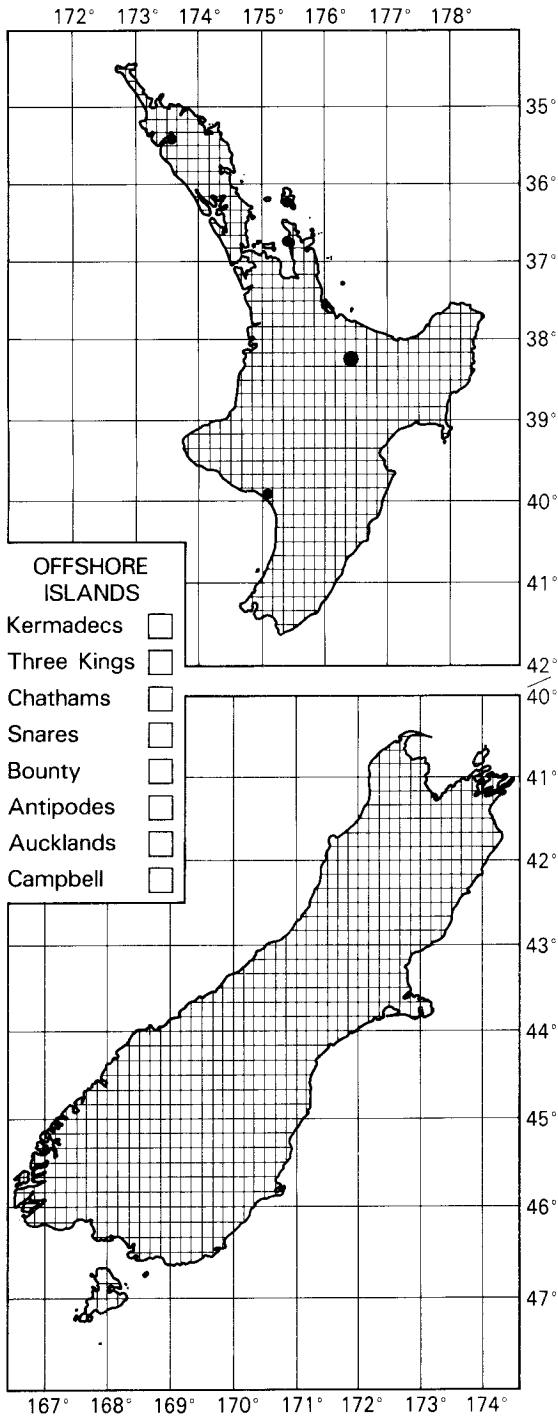 172° 173° 174° 175° 176° 177° 178°
35°
36°
37°
38°
39°
40°
41°
42°
OFFSHORE
ISLANDS
Kermadecs
Three Kings
Chathams
Snares
Bounty
Antipodes
Aucklands
Campbell
40°
41°
42°
43°
44°
45°
46°
47°
167° 168° 169° 170° 171° 172° 173° 174°